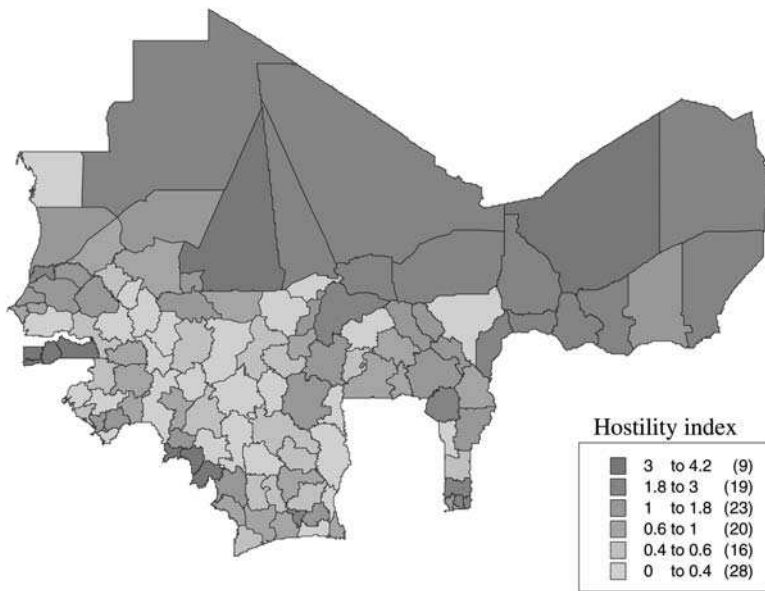 Hostility index
3 to 4.2 (9)
1.8 to 3 (19)
1 to 1.8 (23)
0.6 to 1 (20)
0.4 to 0.6 (16)
0 to 0.4 (28)